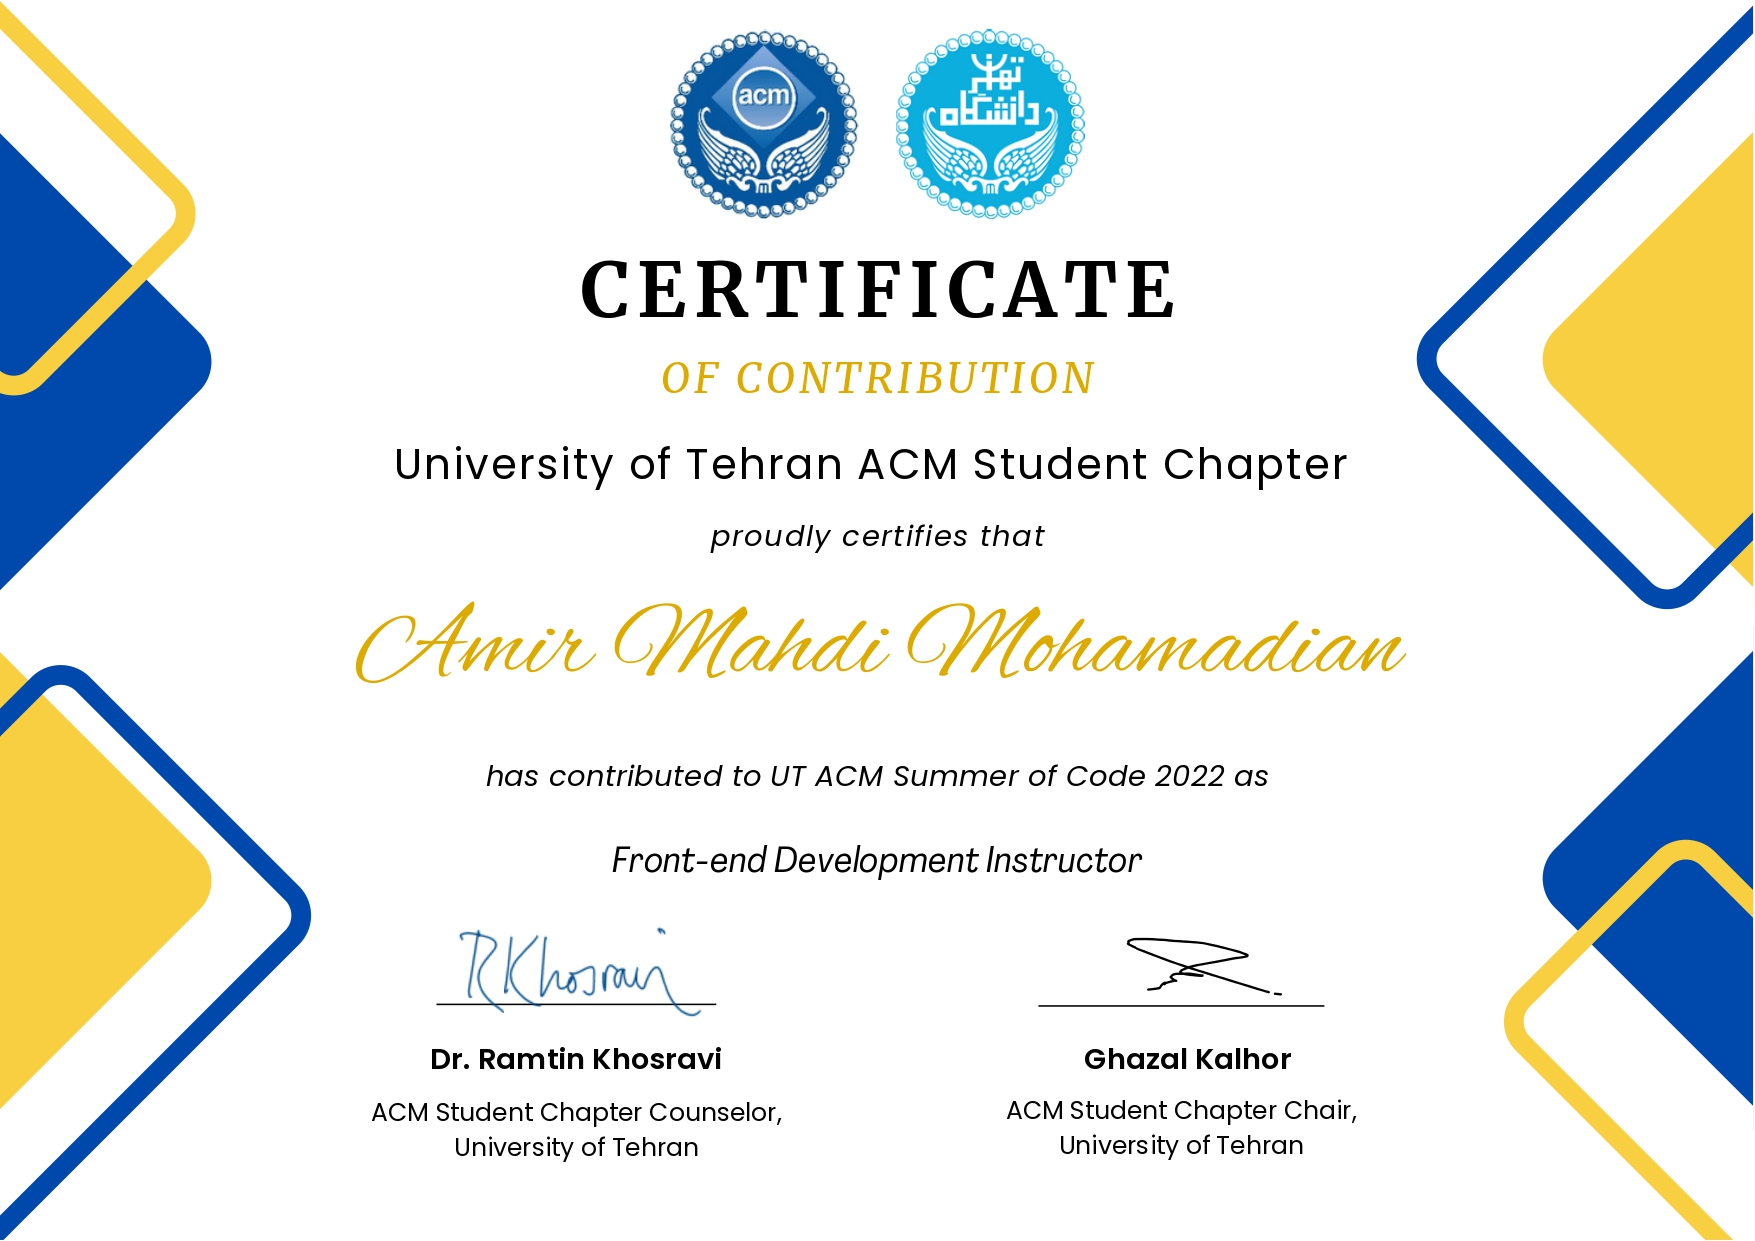 acm
دانشگاه تهران
CERTIFICATE
OF CONTRIBUTION
University of Tehran ACM Student Chapter
proudly certifies that
Amir Mahdi Mohamadian
has contributed to UT ACM Summer of Code 2022 as
Front-end Development Instructor
RKhosravi
Dr. Ramtin Khosravi
ACM Student Chapter Counselor,
University of Tehran
Ghazal Kalhor
ACM Student Chapter Chair,
University of Tehran